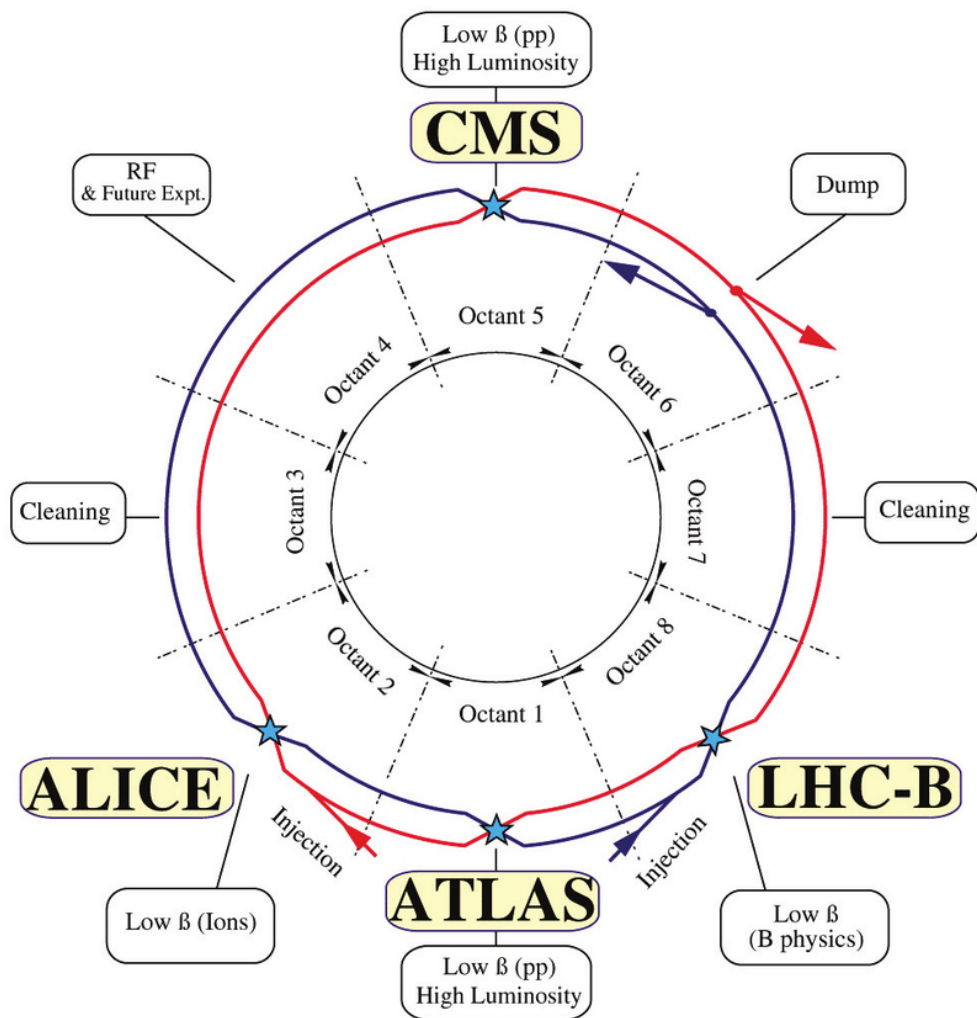 Low ß (pp)
High Luminosity
CMS
RF
& Future Expt.
Dump
Octant 5
Octant 4
Octant 6
Cleaning
Octant 3
Octant 7
Cleaning
Octant 2
Octant 8
Octant 1
ALICE
LHC-B
Injection
Injection
ATLAS
Low ß (Ions)
Low ß
(B physics)
Low ß (pp)
High Luminosity